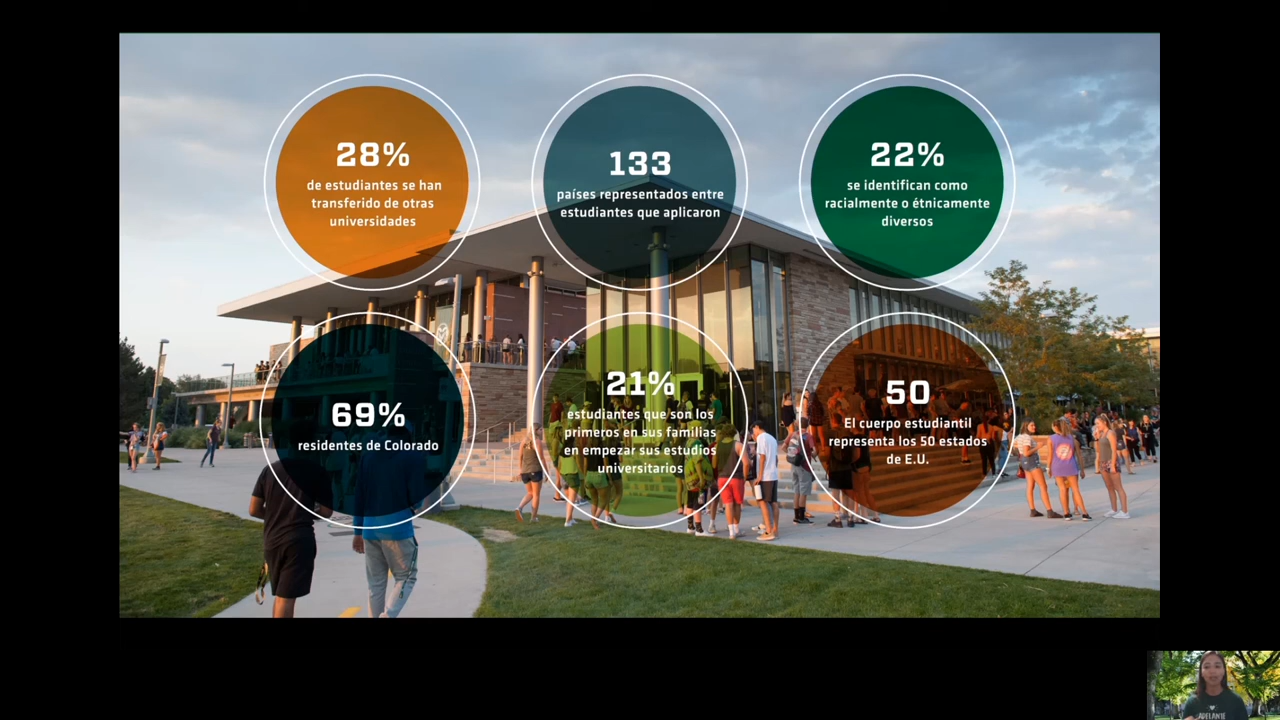 28%
de estudiantes se han
transferido de otras
universidades
133
países representados entre
estudiantes que aplicaron
22%
se identifican como
racialmente o étnicamente
diversos
69%
residentes de Colorado
21%
estudiantes que son los
primeros en sus familias
en empezar sus estudios
universitarios
50
El cuerpo estudiantil
representa los 50 estados
de E.U.
ADELANTE